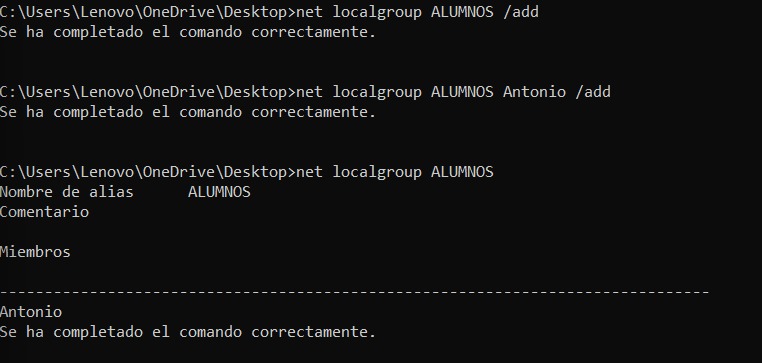 C:\Users\Lenovo\OneDrive\Desktop>net localgroup ALUMNOS /add
Se ha completado el comando correctamente.
C:\Users\Lenovo\OneDrive\Desktop>net localgroup ALUMNOS Antonio /add
Se ha completado el comando correctamente.
C:\Users\Lenovo\OneDrive\Desktop>net localgroup ALUMNOS
Nombre de alias      ALUMNOS
Comentario
Miembros
-------------------------------------------------------------------------------
Antonio
Se ha completado el comando correctamente.